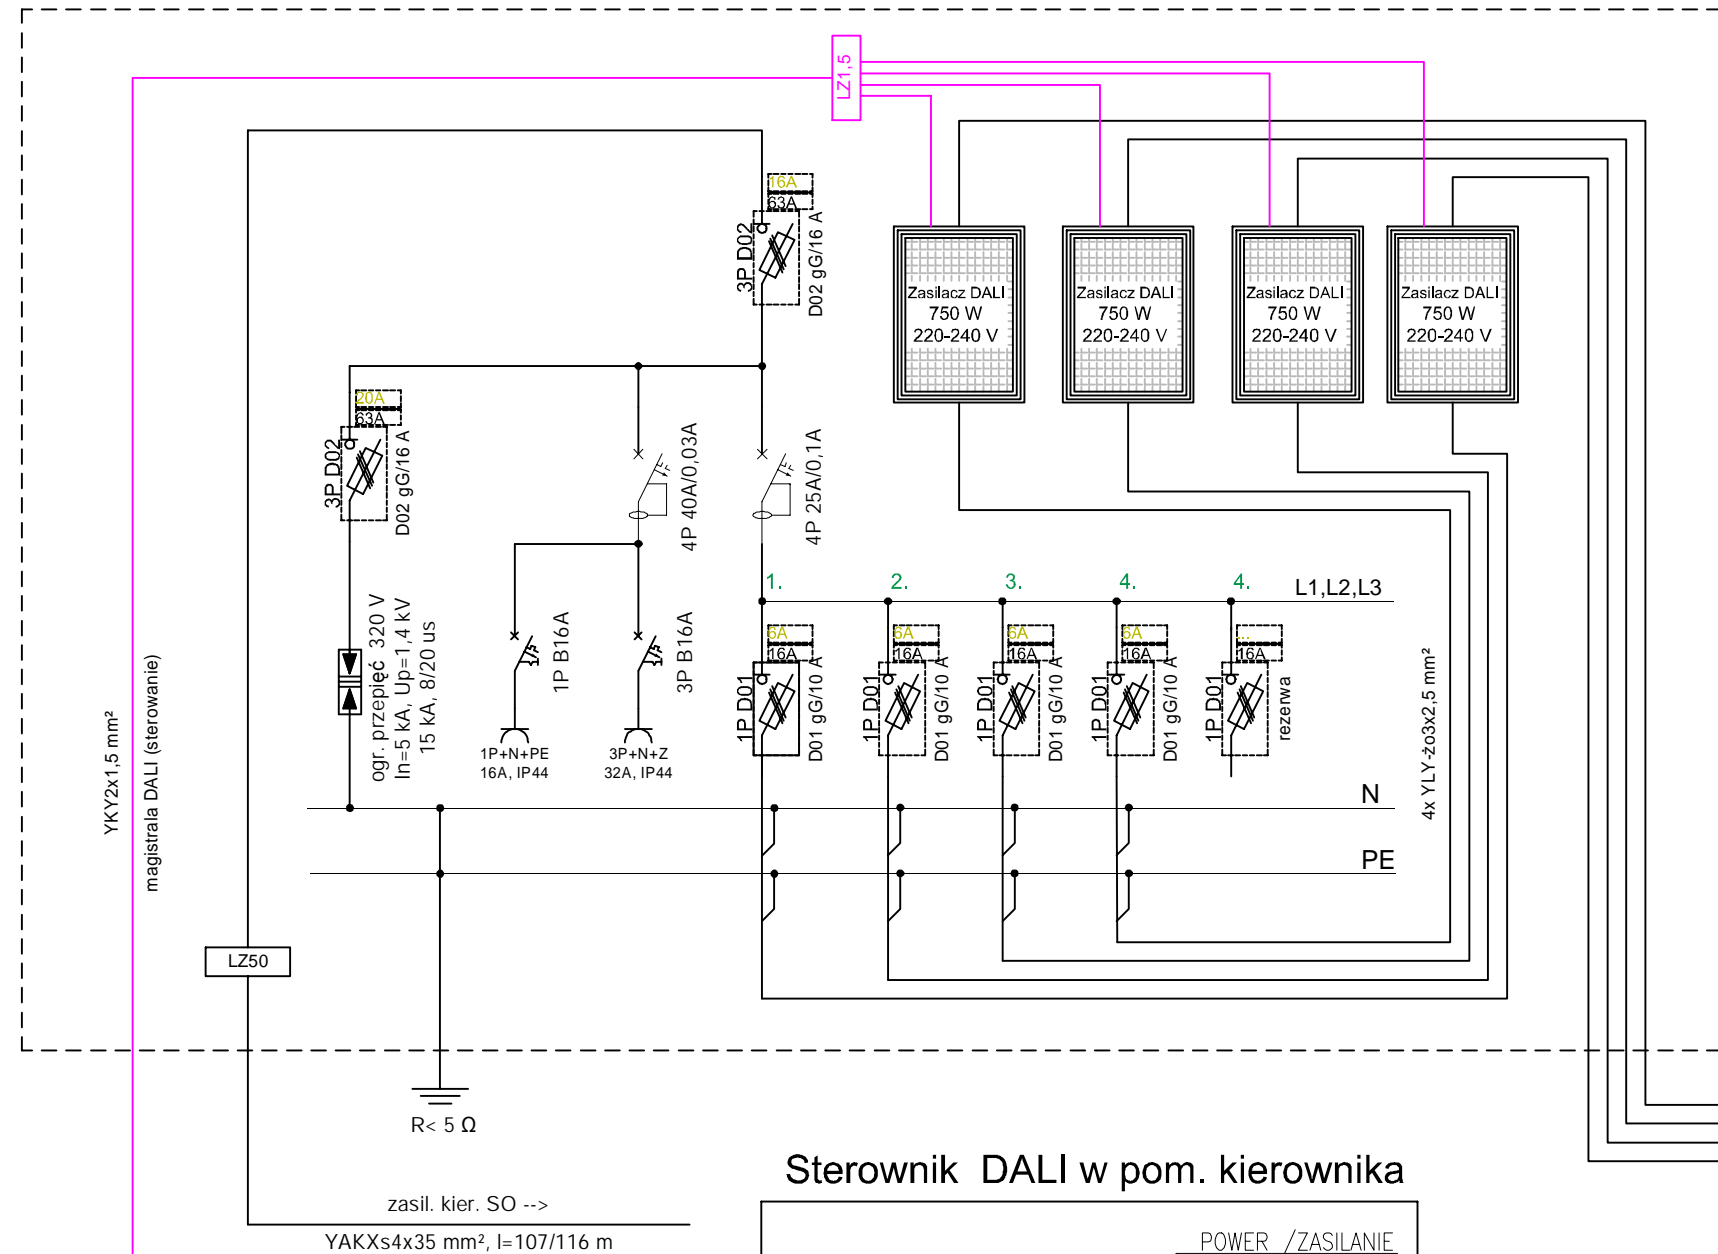 LZ1,5
16A
63A
3P D02
D02 gG/16 A
Zasilacz DALI
750 W
220-240 V
Zasilacz DALI
750 W
220-240 V
Zasilacz DALI
750 W
220-240 V
Zasilacz DALI
750 W
220-240 V
20A
63A
3P D02
D02 gG/16 A
4P 40A/0,03A
4P 25A/0,1A
1.
2.
3.
4.
4.
L1,L2,L3
ogr. przepięć 320 V
In=5 kA, Up=1,4 kV
15 kA, 8/20 us
1P B16A
3P B16A
6A
16A
1P D01
D01 gG/10 A
6A
16A
1P D01
D01 gG/10 A
6A
16A
1P D01
D01 gG/10 A
6A
16A
1P D01
D01 gG/10 A
...
16A
1P D01
rezerwa
4x YLY-żo3x2,5 mm²
1P+N+PE
16A, IP44
3P+N+Z
32A, IP44
YKY2x1,5 mm²
magistrala DALI (sterowanie)
N
PE
LZ50
R< 5 Ω
Sterownik DALI w pom. kierownika
zasil. kier. SO -->
YAKXs4x35 mm², l=107/116 m
POWER /ZASILANIE